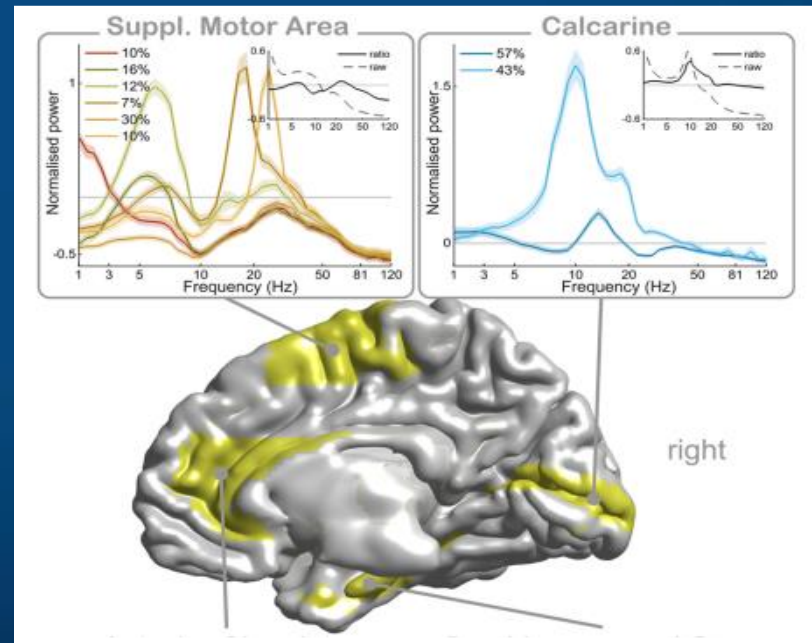 Suppl. Motor Area
10%
16%
12%
7%
30%
10%
ratio
raw
0.6
-0.6
1 5 10 20 50 120
1
-0.5
Normalised power
1 3 5 10 20 50 81 120
Frequency (Hz)
Calcarine
57%
43%
ratio
raw
0.6
-0.6
1 5 10 20 50 120
1.5
0
Normalised power
1 3 5 10 20 50 81 120
Frequency (Hz)
right